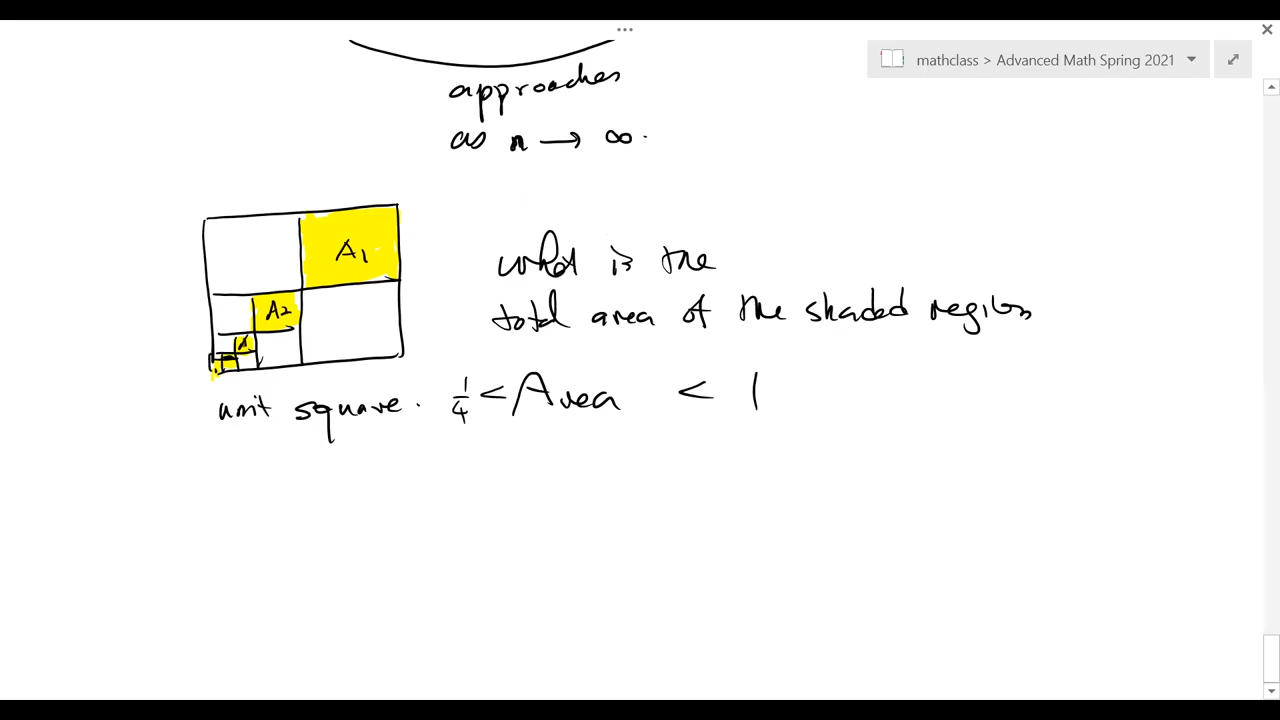 mathclass > Advanced Math Spring 2021
approaches
as n → ∞.
A1
A2
A
what is the
total area of the shaded region
unit square. 1/4 < Area < 1